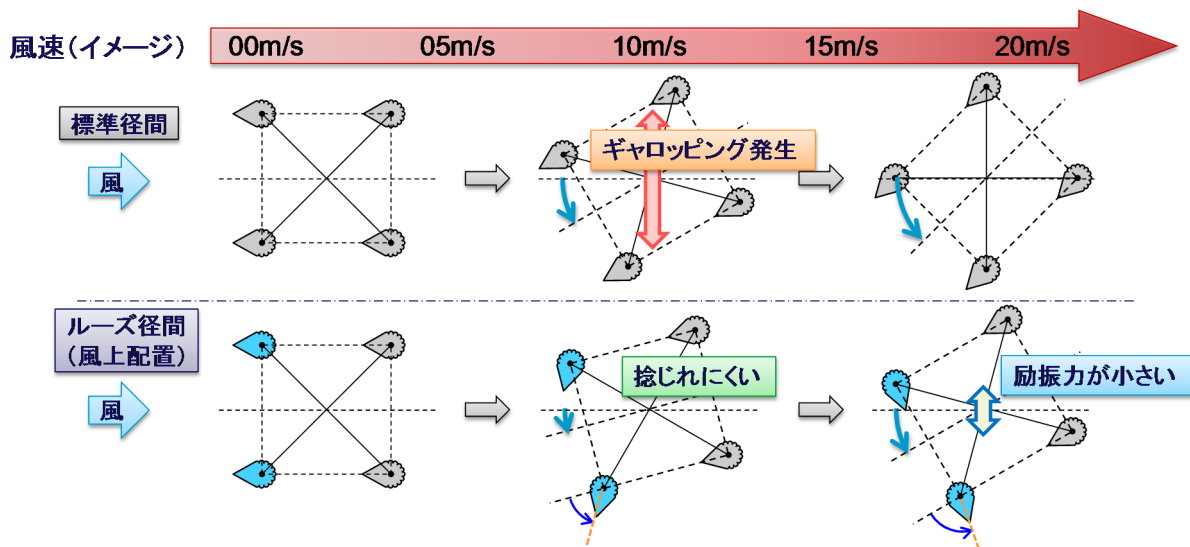 風速(イメージ) 00m/s 05m/s 10m/s 15m/s 20m/s
標準径間
風
ギャロッピング発生
ルーズ径間
(風上配置)
風
捻じれにくい
励振力が小さい